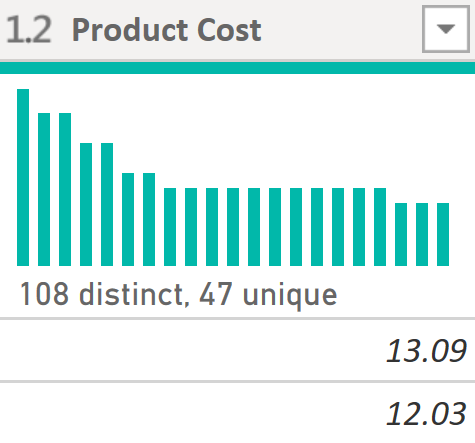 1.2 Product Cost
108 distinct, 47 unique
13.09
12.03